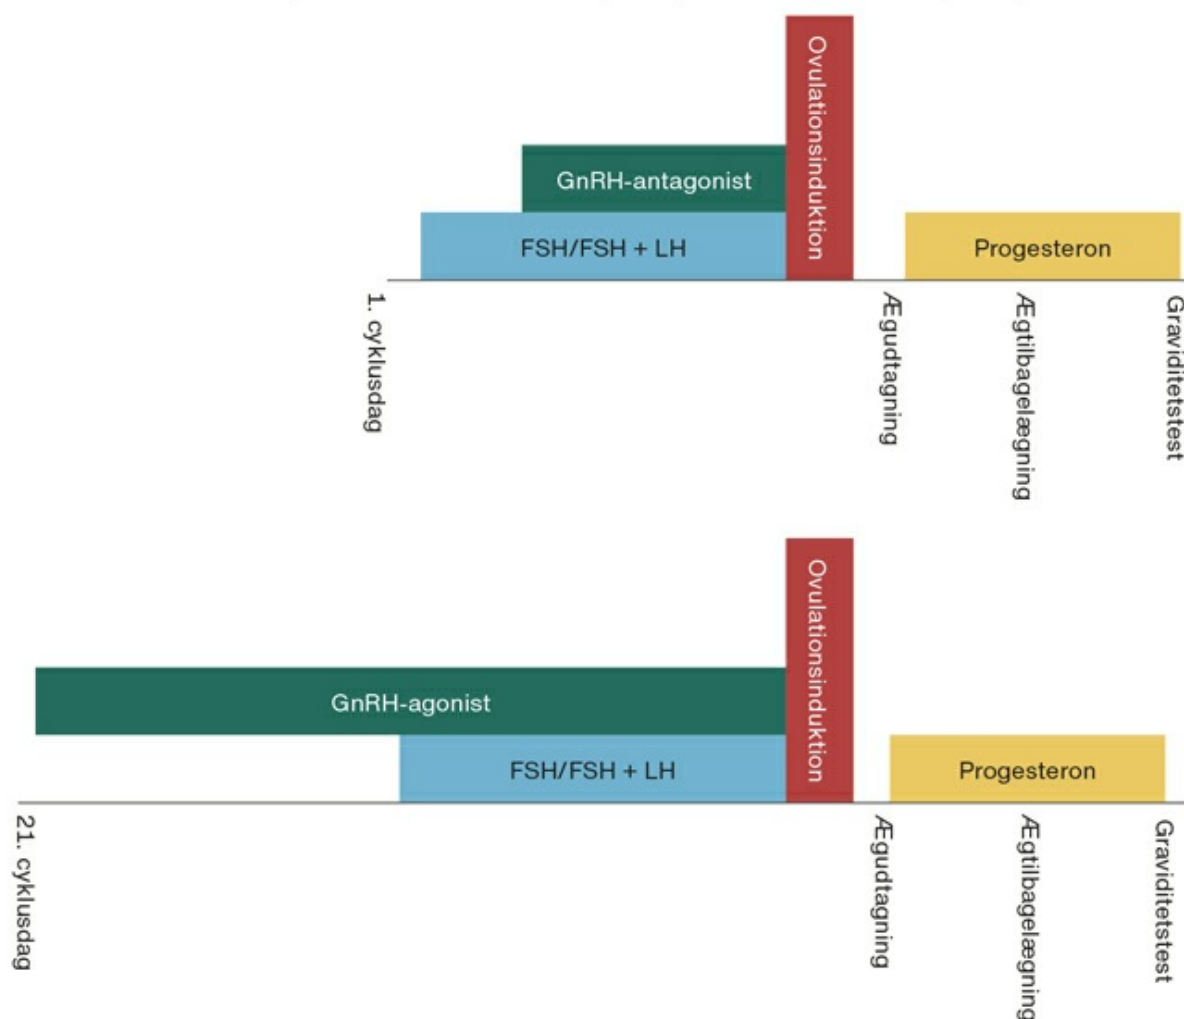 Ovulationsinduktion
GnRH-antagonist
FSH/FSH + LH
Progesteron
1. cyklusdag
Ægudtagning
Ægtilbagelægning
Graviditetstest
Ovulationsinduktion
GnRH-agonist
FSH/FSH + LH
Progesteron
21. cyklusdag
Ægudtagning
Ægtilbagelægning
Graviditetstest